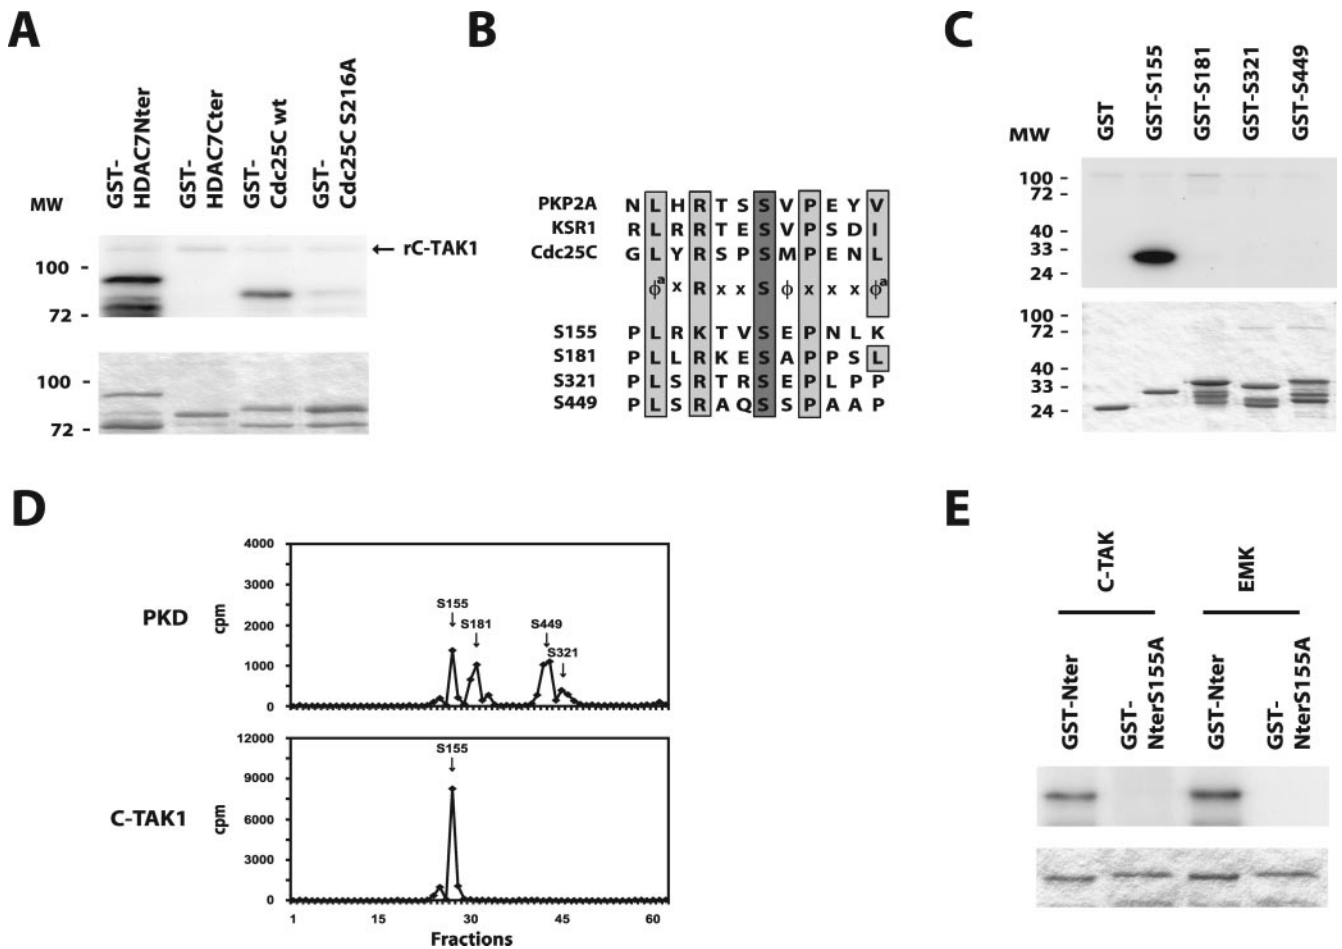 A
GST-
HDAC7Nter
GST-
HDAC7Cter
GST-
Cdc25C wt
GST-
Cdc25C S216A
MW
← rC-TAK1
100 -
72 -
100 -
72 -
B
PKP2A N L H R T S S V P E Y V
KSR1 R L R R T E S V P S D I
Cdc25C G L Y R S P S M P E N L
ϕa x R x x S ϕ x x x ϕa
S155 P L R K T V S E P N L K
S181 P L L R K E S A P P S L
S321 P L S R T R S E P L P P
S449 P L S R A Q S S P A A P
C
GST
GST-S155
GST-S181
GST-S321
GST-S449
MW
100 -
72 -
40 -
33 -
24 -
100 -
72 -
40 -
33 -
24 -
D
PKD
cpm
4000
3000
2000
1000
0
S155
↓
S181
↓
S449
↓
S321
↓
C-TAK1
cpm
12000
9000
6000
3000
0
S155
↓
1 15 30 45 60
Fractions
E
C-TAK
EMK
GST-Nter
GST-
NterS155A
GST-Nter
GST-
NterS155A